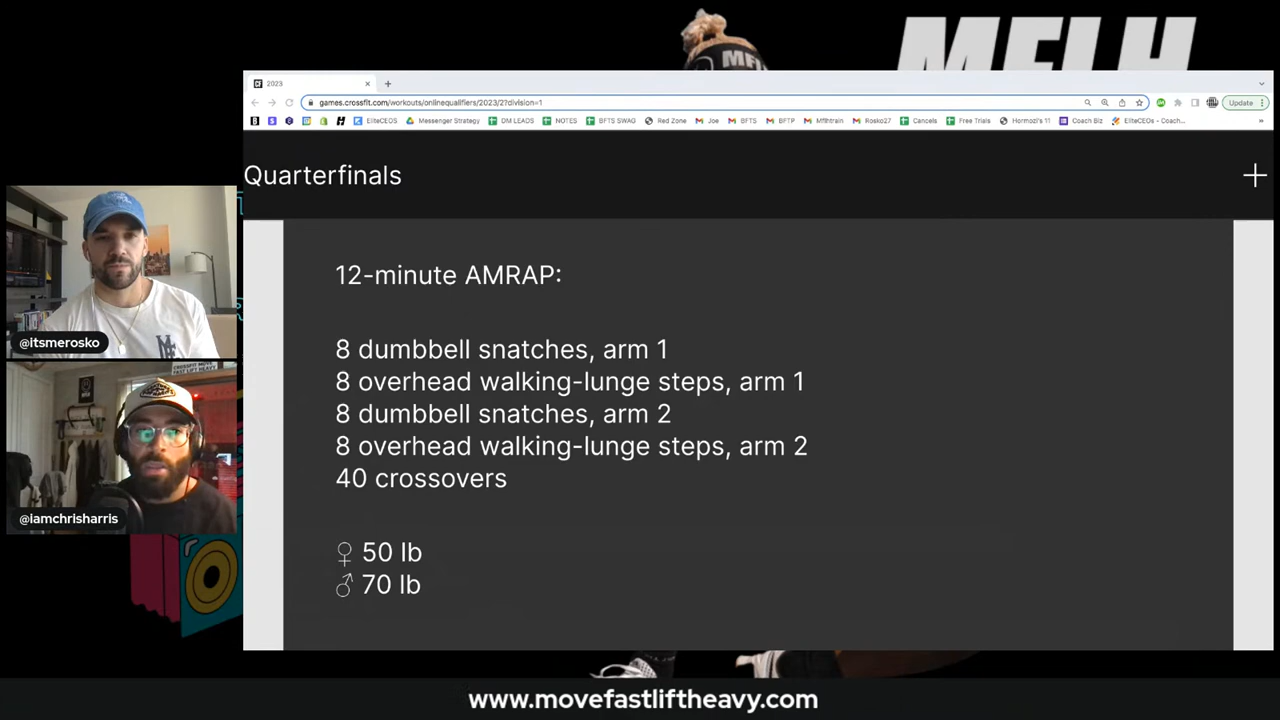 MFLH
MFLH
2023
games.crossfit.com/workouts/onlinequalifiers/2023/2?division=1
Update
EliteCEOS
Messenger Strategy
DM LEADS
NOTES
BFTS SWAG
Red Zone
Joe
BFTS
BFTP
Mflhtrain
Rosko27
Cancels
Free Trials
Hormozi's 11
Coach Biz
EliteCEOs - Coach...
»
Quarterfinals
12-minute AMRAP:
8 dumbbell snatches, arm 1
8 overhead walking-lunge steps, arm 1
8 dumbbell snatches, arm 2
8 overhead walking-lunge steps, arm 2
40 crossovers
♀ 50 lb
♂ 70 lb
@itsmerosko
@iamchrisharris
www.movefastliftheavy.com